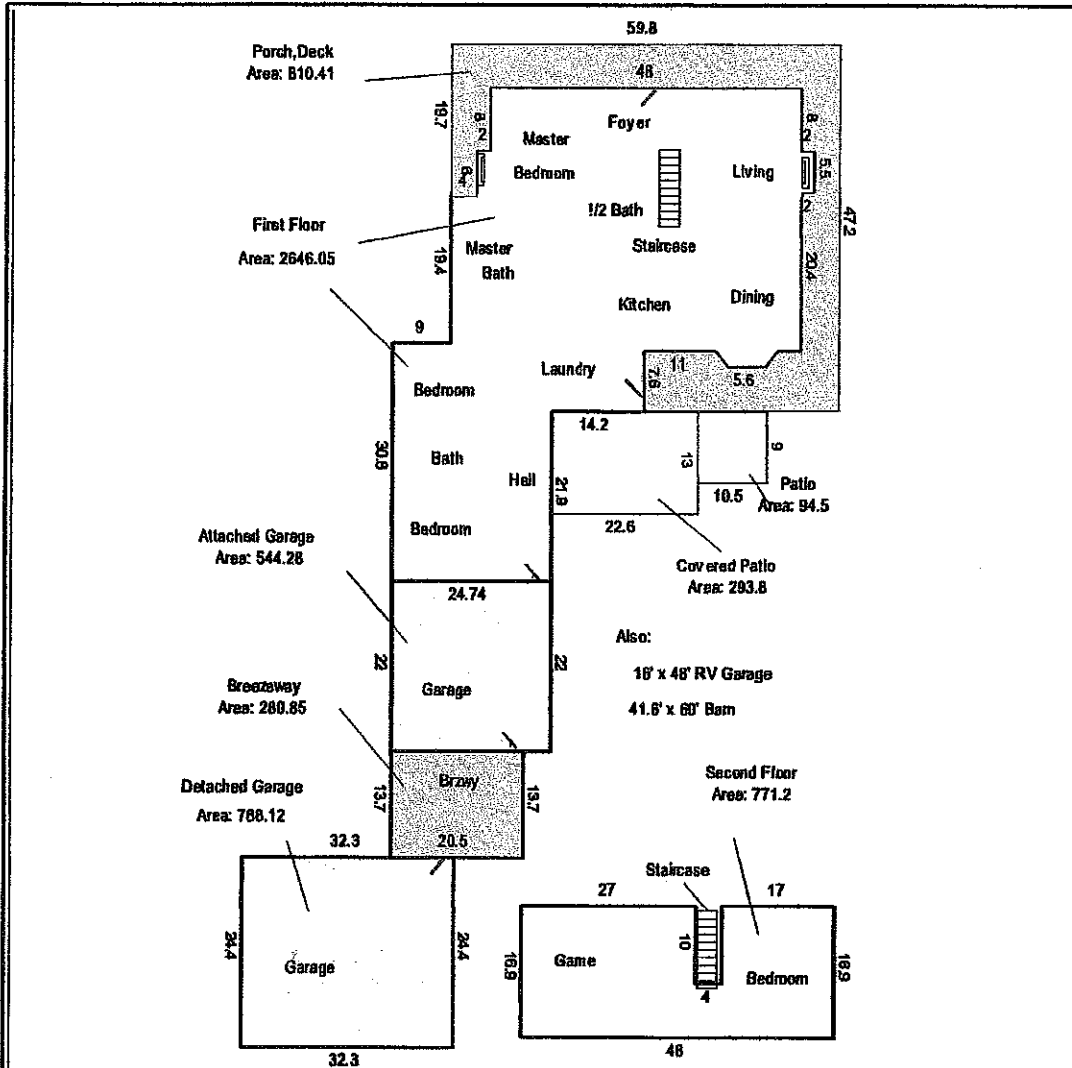 59.8
Porch,Deck
Area: 810.41
48
19.7
8
2
Foyer
8
2
Master
Bedroom
Living
5.5
1/2 Bath
2
47.2
First Floor
Area: 2646.05
Staircase
19.4
Master
Bath
20.4
Kitchen
Dining
9
Laundry
11
7.6
5.6
Bedroom
14.2
30.8
Bath
13
9
Hall
21.9
10.5
Patio
Area: 94.5
Bedroom
22.6
Attached Garage
Area: 544.28
Covered Patio
Area: 293.8
24.74
Also:
22
22
16' x 48' RV Garage
Breezeway
Area: 280.85
Garage
41.6' x 60' Barn
Brzwy
Second Floor
Area: 771.2
Detached Garage
Area: 788.12
13.7
13.7
32.3
20.5
Staircase
27
17
24.4
24.4
16.9
Game
10
16.9
Garage
4
Bedroom
48
32.3